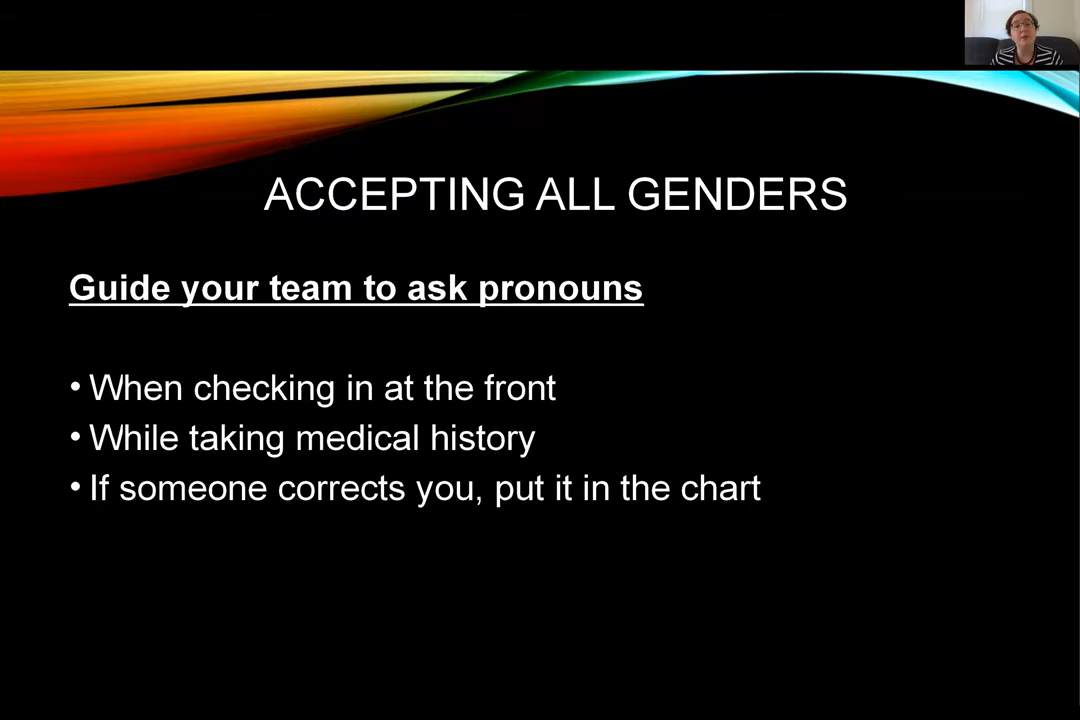 ACCEPTING ALL GENDERS
Guide your team to ask pronouns
• When checking in at the front
• While taking medical history
• If someone corrects you, put it in the chart